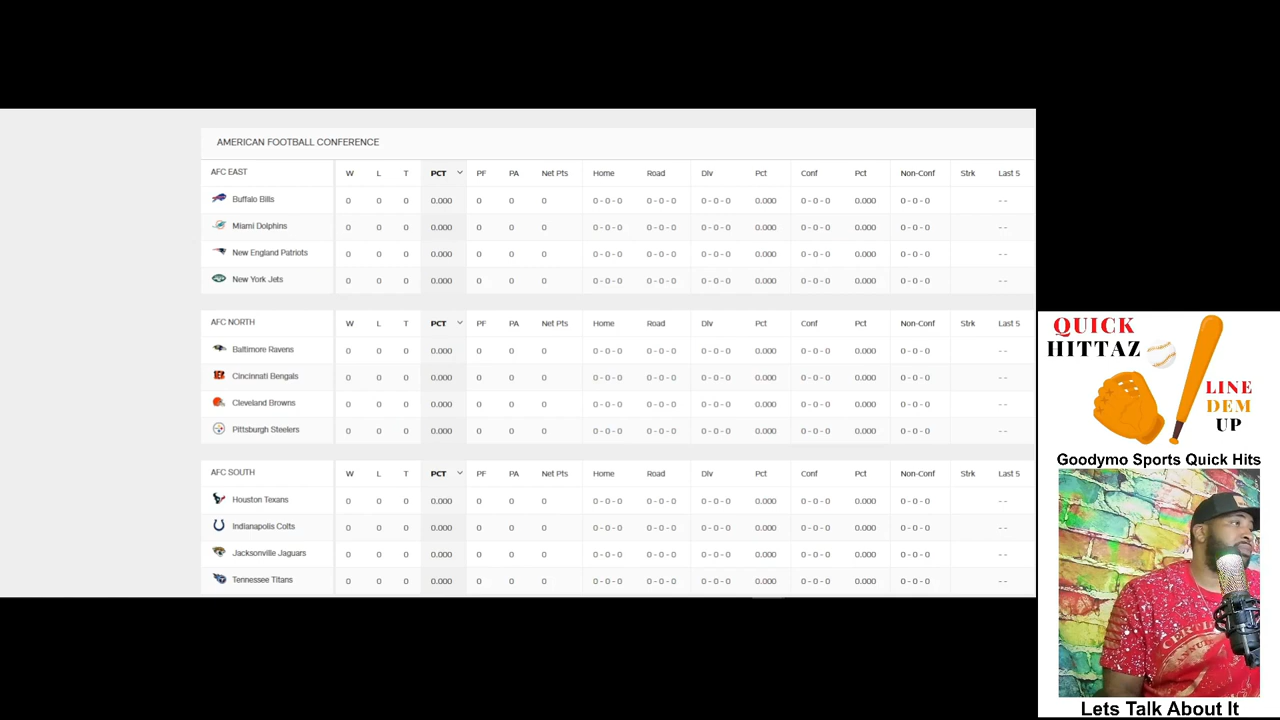 AMERICAN FOOTBALL CONFERENCE
AFC EAST W L T PCT PF PA Net Pts Home Road Div Pct Conf Pct Non-Conf Strk Last 5
Buffalo Bills 0 0 0 0.000 0 0 0 0 - 0 - 0 0 - 0 - 0 0 - 0 - 0 0.000 0 - 0 - 0 0.000 0 - 0 - 0 - -
Miami Dolphins 0 0 0 0.000 0 0 0 0 - 0 - 0 0 - 0 - 0 0 - 0 - 0 0.000 0 - 0 - 0 0.000 0 - 0 - 0 - -
New England Patriots 0 0 0 0.000 0 0 0 0 - 0 - 0 0 - 0 - 0 0 - 0 - 0 0.000 0 - 0 - 0 0.000 0 - 0 - 0 - -
New York Jets 0 0 0 0.000 0 0 0 0 - 0 - 0 0 - 0 - 0 0 - 0 - 0 0.000 0 - 0 - 0 0.000 0 - 0 - 0 - -
AFC NORTH W L T PCT PF PA Net Pts Home Road Div Pct Conf Pct Non-Conf Strk Last 5
Baltimore Ravens 0 0 0 0.000 0 0 0 0 - 0 - 0 0 - 0 - 0 0 - 0 - 0 0.000 0 - 0 - 0 0.000 0 - 0 - 0 - -
Cincinnati Bengals 0 0 0 0.000 0 0 0 0 - 0 - 0 0 - 0 - 0 0 - 0 - 0 0.000 0 - 0 - 0 0.000 0 - 0 - 0 - -
Cleveland Browns 0 0 0 0.000 0 0 0 0 - 0 - 0 0 - 0 - 0 0 - 0 - 0 0.000 0 - 0 - 0 0.000 0 - 0 - 0 - -
Pittsburgh Steelers 0 0 0 0.000 0 0 0 0 - 0 - 0 0 - 0 - 0 0 - 0 - 0 0.000 0 - 0 - 0 0.000 0 - 0 - 0 - -
AFC SOUTH W L T PCT PF PA Net Pts Home Road Div Pct Conf Pct Non-Conf Strk Last 5
Houston Texans 0 0 0 0.000 0 0 0 0 - 0 - 0 0 - 0 - 0 0 - 0 - 0 0.000 0 - 0 - 0 0.000 0 - 0 - 0 - -
Indianapolis Colts 0 0 0 0.000 0 0 0 0 - 0 - 0 0 - 0 - 0 0 - 0 - 0 0.000 0 - 0 - 0 0.000 0 - 0 - 0 - -
Jacksonville Jaguars 0 0 0 0.000 0 0 0 0 - 0 - 0 0 - 0 - 0 0 - 0 - 0 0.000 0 - 0 - 0 0.000 0 - 0 - 0 - -
Tennessee Titans 0 0 0 0.000 0 0 0 0 - 0 - 0 0 - 0 - 0 0 - 0 - 0 0.000 0 - 0 - 0 0.000 0 - 0 - 0 - -
QUICK
HITTAZ
LINE
DEM
UP
Goodymo Sports Quick Hits
Lets Talk About It